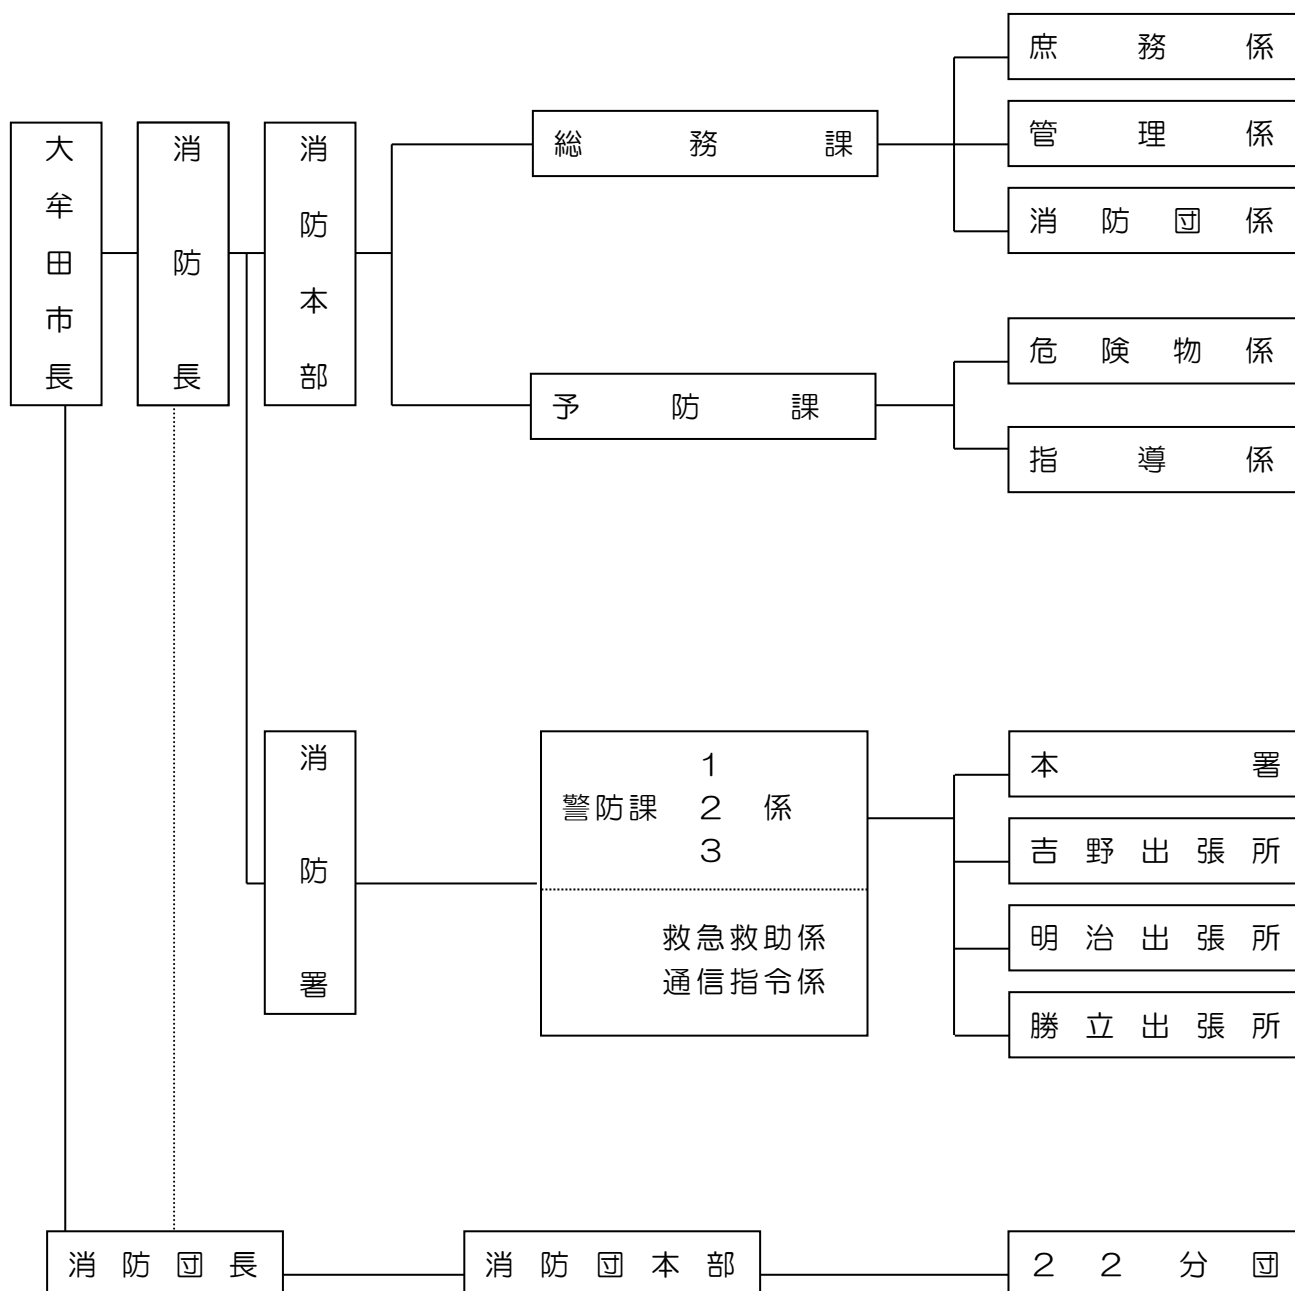 大牟田市長
消防長
消防本部
総務課
庶務係
管理係
消防団係
予防課
危険物係
指導係
消防署
1
警防課 2 係
3
救急救助係
通信指令係
本署
吉野出張所
明治出張所
勝立出張所
消防団長
消防団本部
22分団